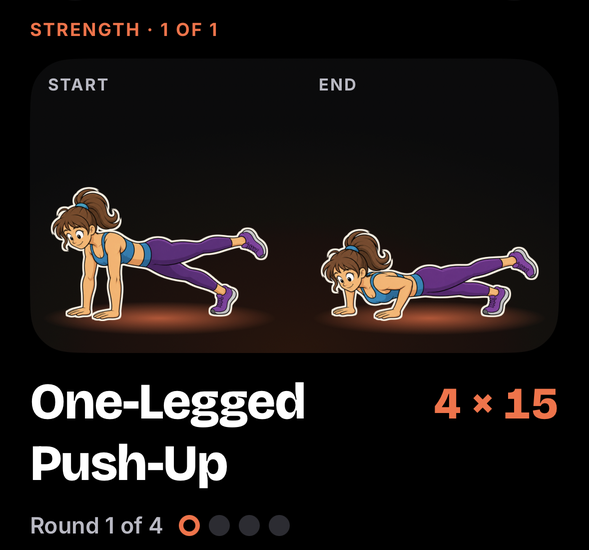 STRENGTH · 1 OF 1
START
END
One-Legged
Push-Up
4 × 15
Round 1 of 4